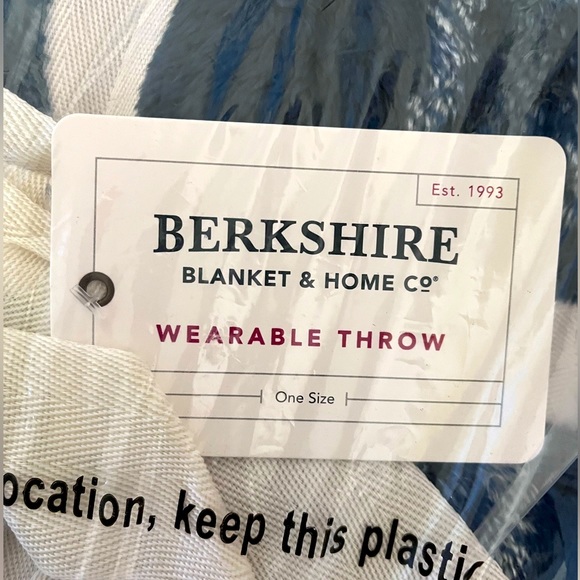 Est. 1993
BERKSHIRE
BLANKET & HOME Cº®
WEARABLE THROW
One Size
ocation, keep this plastic